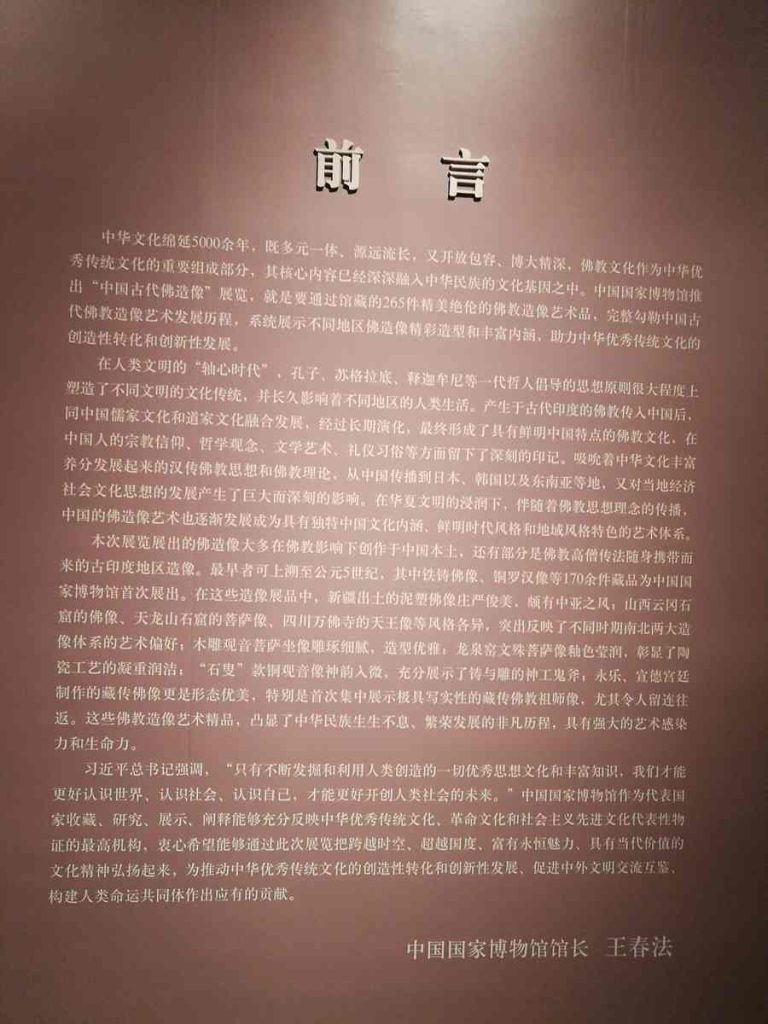 前 言
中华文化绵延5000余年，既多元一体、源远流长，又开放包容、博大精深，佛教文化作为中华优
秀传统文化的重要组成部分，其核心内容已经深深融入中华民族的文化基因之中。中国国家博物馆推
出“中国古代佛造像”展览，就是要通过馆藏的265件精美绝伦的佛教造像艺术品，完整勾勒中国古
代佛教造像艺术发展历程，系统展示不同地区佛造像精彩造型和丰富内涵，助力中华优秀传统文化的
创造性转化和创新性发展。
在人类文明的“轴心时代”，孔子、苏格拉底、释迦牟尼等一代哲人倡导的思想原则很大程度上
塑造了不同文明的文化传统，并长久影响着不同地区的人类生活。产生于古代印度的佛教传入中国后，
同中国儒家文化和道家文化融合发展，经过长期演化，最终形成了具有鲜明中国特点的佛教文化，在
中国人的宗教信仰、哲学观念、文学艺术、礼仪习俗等方面留下了深刻的印记。吸吮着中华文化丰富
养分发展起来的汉传佛教思想和佛教理论，从中国传播到日本、韩国以及东南亚等地，又对当地经济
社会文化思想的发展产生了巨大而深刻的影响。在华夏文明的浸润下，伴随着佛教思想理念的传播，
中国的佛造像艺术也逐渐发展成为具有独特中国文化内涵、鲜明时代风格和地域风格特色的艺术体系。
本次展览展出的佛造像大多在佛教影响下创作于中国本土，还有部分是佛教高僧传法随身携带而
来的古印度地区造像。最早者可上溯至公元5世纪，其中铁铸佛像、铜罗汉像等170余件藏品为中国国
家博物馆首次展出。在这些造像展品中，新疆出土的泥塑佛像庄严俊美，颇有中亚之风；山西云冈石
窟的佛像、天龙山石窟的菩萨像、四川万佛寺的天王像等风格各异，突出反映了不同时期南北两大造
像体系的艺术偏好；木雕观音菩萨坐像雕琢细腻，造型优雅；龙泉窑文殊菩萨像釉色莹润，彰显了陶
瓷工艺的凝重润洁；“石叟”款铜观音像神韵入微，充分展示了铸与雕的神工鬼斧；永乐、宣德宫廷
制作的藏传佛像更是形态优美，特别是首次集中展示极具写实性的藏传佛教祖师像，尤其令人留连往
返。这些佛教造像艺术精品，凸显了中华民族生生不息、繁荣发展的非凡历程，具有强大的艺术感染
力和生命力。
习近平总书记强调，“只有不断发掘和利用人类创造的一切优秀思想文化和丰富知识，我们才能
更好认识世界、认识社会、认识自己，才能更好开创人类社会的未来。”中国国家博物馆作为代表国
家收藏、研究、展示、阐释能够充分反映中华优秀传统文化、革命文化和社会主义先进文化代表性物
证的最高机构，衷心希望能够通过此次展览把跨越时空、超越国度、富有永恒魅力、具有当代价值的
文化精神弘扬起来，为推动中华优秀传统文化的创造性转化和创新性发展、促进中外文明交流互鉴、
构建人类命运共同体作出应有的贡献。
中国国家博物馆馆长 王春法